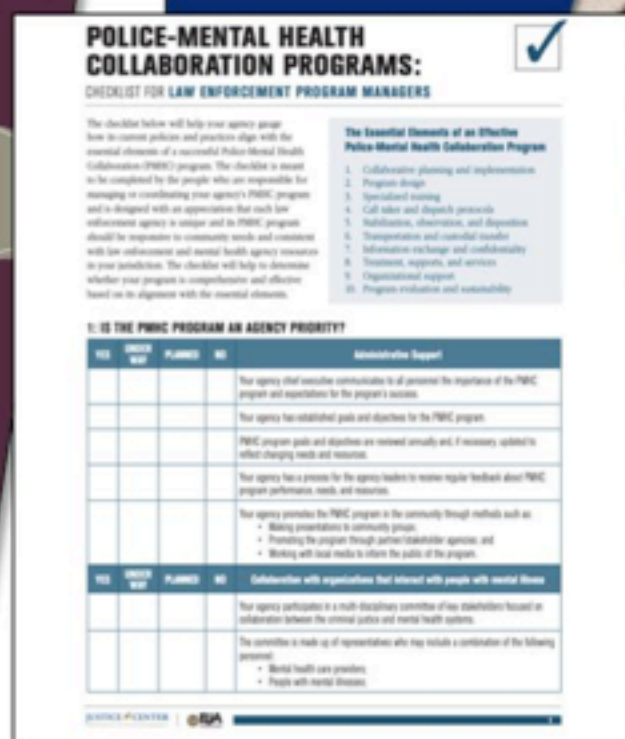 POLICE-MENTAL HEALTH
COLLABORATION PROGRAMS:
CHECKLIST FOR LAW ENFORCEMENT PROGRAM MANAGERS
The checklist below will help your agency gauge
how its current policies and practices align with the
essential elements of a successful Police-Mental Health
Collaboration (PMHC) program. The checklist is meant
to be completed by the people who are responsible for
managing or coordinating your agency's PMHC program
and is designed with an appreciation that each law
enforcement agency is unique and its PMHC program
should be responsive to community needs and consistent
with law enforcement and mental health agency resources
in your jurisdiction. The checklist will help to determine
whether your program is comprehensive and effective
based on its alignment with the essential elements.
The Essential Elements of an Effective
Police-Mental Health Collaboration Program
1. Collaborative planning and implementation
2. Program design
3. Specialized training
4. Call taker and dispatch protocols
5. Stabilization, observation, and disposition
6. Transportation and custodial transfer
7. Information exchange and confidentiality
8. Treatment, supports, and services
9. Organizational support
10. Program evaluation and sustainability
1: IS THE PMHC PROGRAM AN AGENCY PRIORITY?
YES UNDER WAY PLANNED NO Administrative Support
Your agency chief executive communicates to all personnel the importance of the PMHC
program and expectations for the program's success.
Your agency has established goals and objectives for the PMHC program.
PMHC program goals and objectives are reviewed annually and, if necessary, updated to
reflect changing needs and resources.
Your agency has a process for the agency leaders to receive regular feedback about PMHC
program performance, needs, and resources.
Your agency promotes the PMHC program in the community through methods such as:
• Making presentations to community groups;
• Promoting the program through partner/stakeholder agencies; and
• Working with local media to inform the public of the program.
YES UNDER WAY PLANNED NO Collaboration with organizations that interact with people with mental illness
Your agency participates in a multi-disciplinary committee of key stakeholders focused on
collaboration between the criminal justice and mental health systems.
The committee is made up of representatives who may include a combination of the following
personnel:
• Mental health care providers;
• People with mental illnesses;
JUSTICE CENTER BJA 1